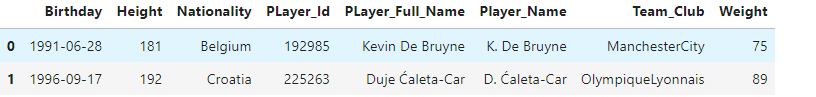 Birthday Height Nationality PLayer_Id PLayer_Full_Name Player_Name Team_Club Weight
0 1991-06-28 181 Belgium 192985 Kevin De Bruyne K. De Bruyne ManchesterCity 75
1 1996-09-17 192 Croatia 225263 Duje Ćaleta-Car D. Ćaleta-Car OlympiqueLyonnais 89